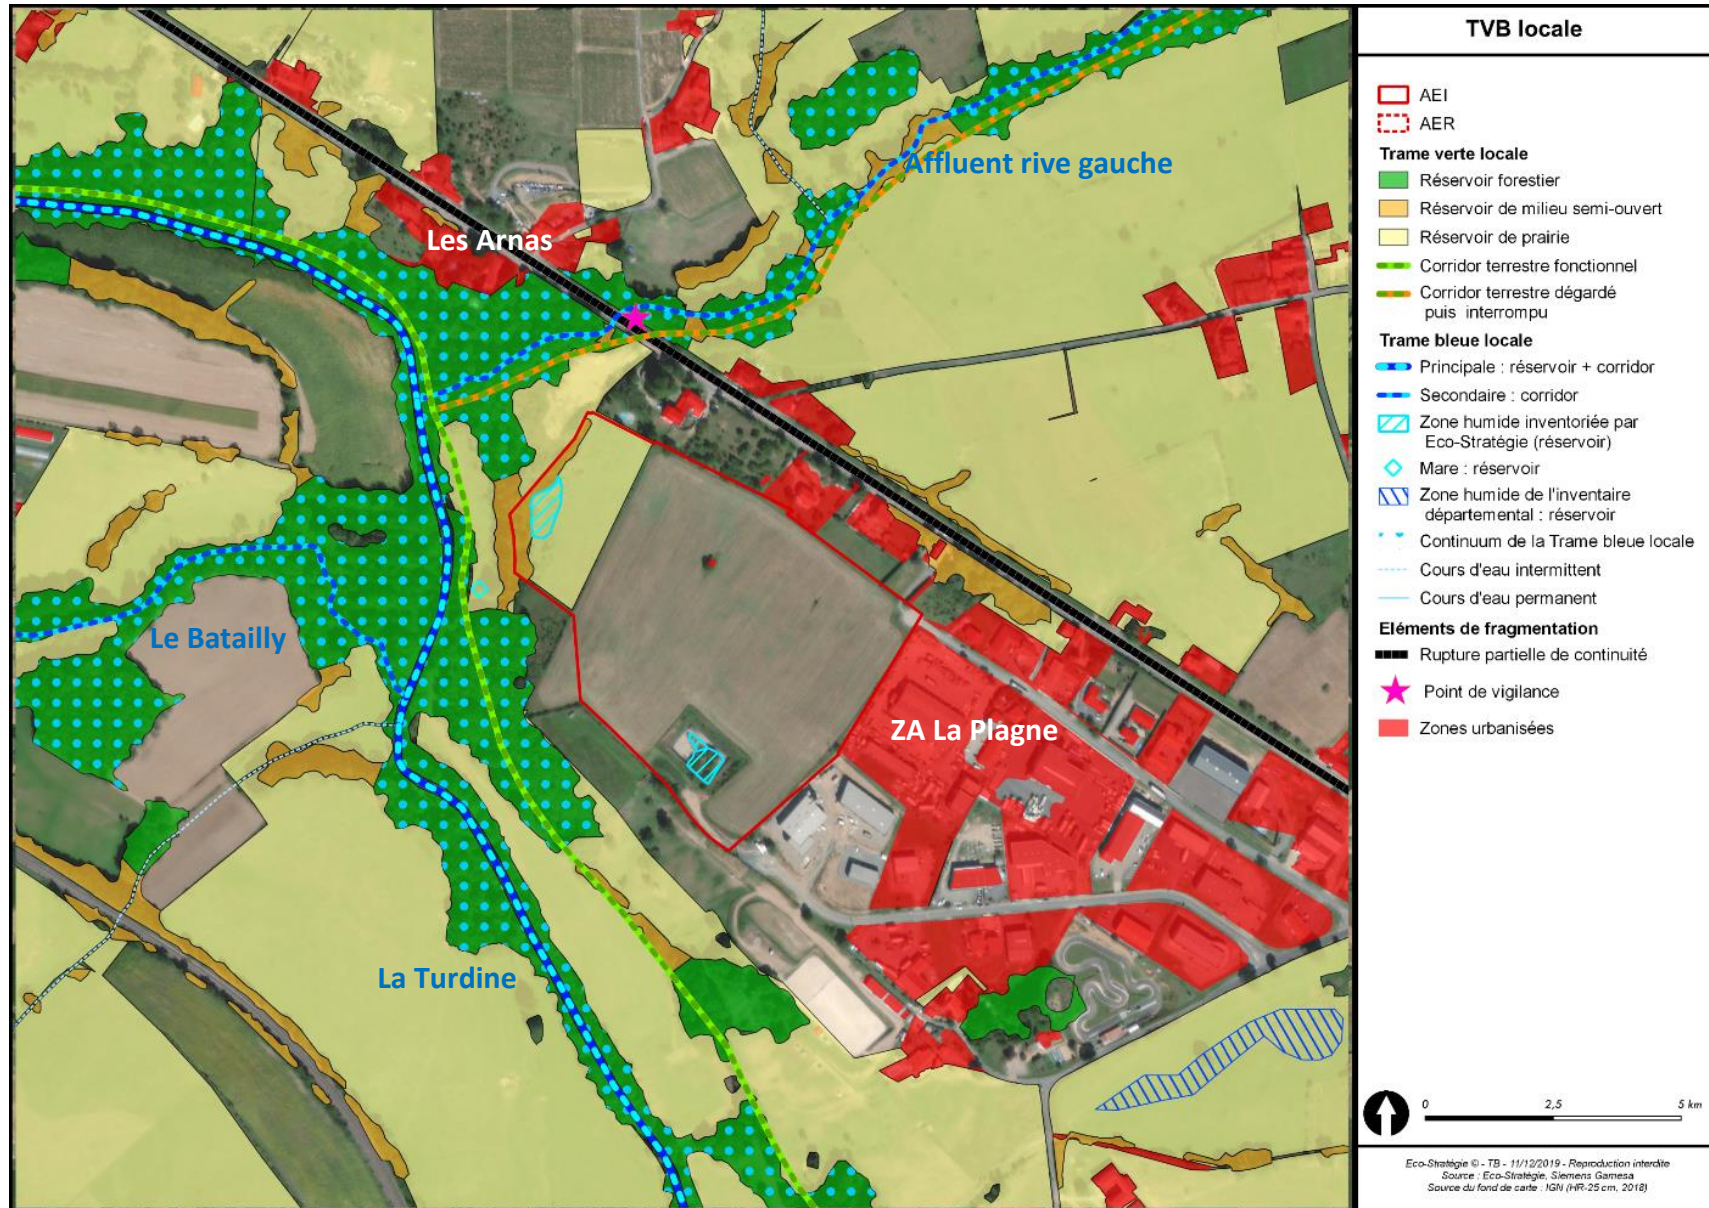 TVB locale
AEI
AER
Trame verte locale
Réservoir forestier
Réservoir de milieu semi-ouvert
Réservoir de prairie
Corridor terrestre fonctionnel
Corridor terrestre dégardé
puis interrompu
Trame bleue locale
Principale : réservoir + corridor
Secondaire : corridor
Zone humide inventoriée par
Eco-Stratégie (réservoir)
Mare : réservoir
Zone humide de l'inventaire
départemental : réservoir
Continuum de la Trame bleue locale
Cours d'eau intermittent
Cours d'eau permanent
Eléments de fragmentation
Rupture partielle de continuité
Point de vigilance
Zones urbanisées
0 2,5 5 km
Eco-Stratégie © - TB - 11/12/2019 - Reproduction interdite
Source : Eco-Stratégie, Siemens Gamesa
Source du fond de carte : IGN (HR-25 cm, 2018)
Affluent rive gauche
Les Arnas
Le Batailly
ZA La Plagne
La Turdine